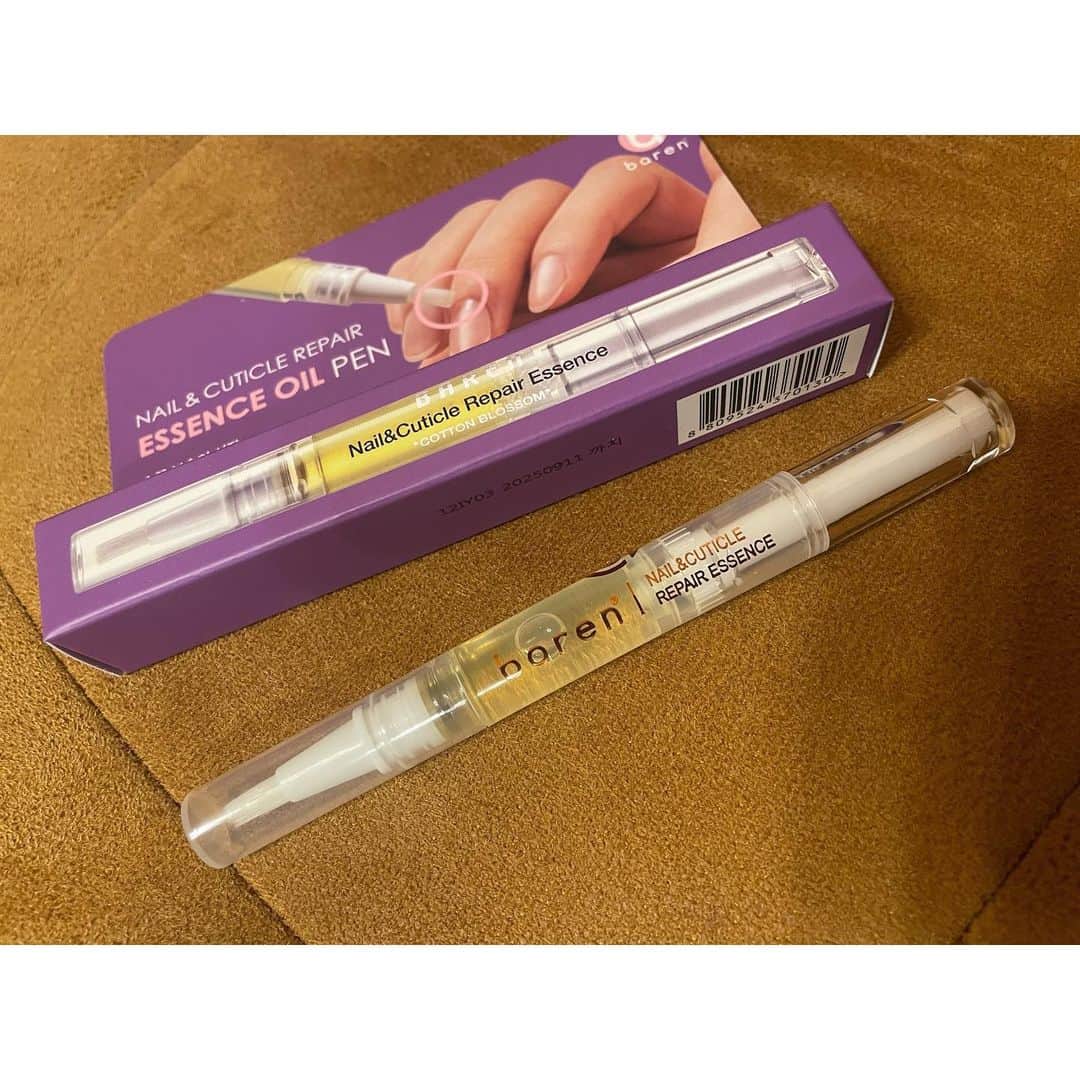 baren
NAIL & CUTICLE REPAIR
ESSENCE OIL PEN
BAREN
Nail&Cuticle Repair Essence
"COTTON BLOSSOM"
12IY03 20250911 까지
8 809524 370130 7
baren®
NAIL&CUTICLE
REPAIR ESSENCE